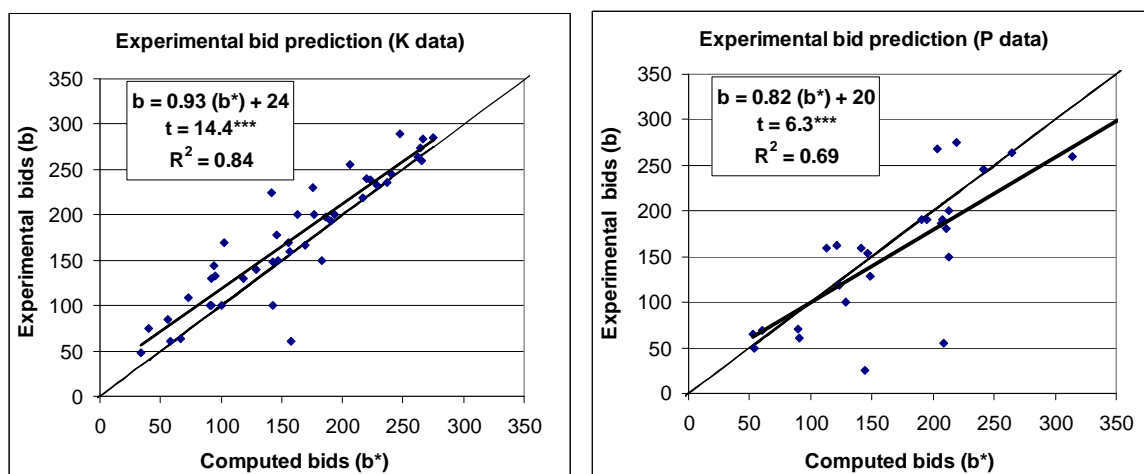 Experimental bid prediction (K data)
350
300
250
200
150
100
50
0
Experimental bids (b)
b = 0.93 (b*) + 24
t = 14.4***
R² = 0.84
0 50 100 150 200 250 300 350
Computed bids (b*)
Experimental bid prediction (P data)
350
300
250
200
150
100
50
0
Experimental bids (b)
b = 0.82 (b*) + 20
t = 6.3***
R² = 0.69
0 50 100 150 200 250 300 350
Computed bids (b*)